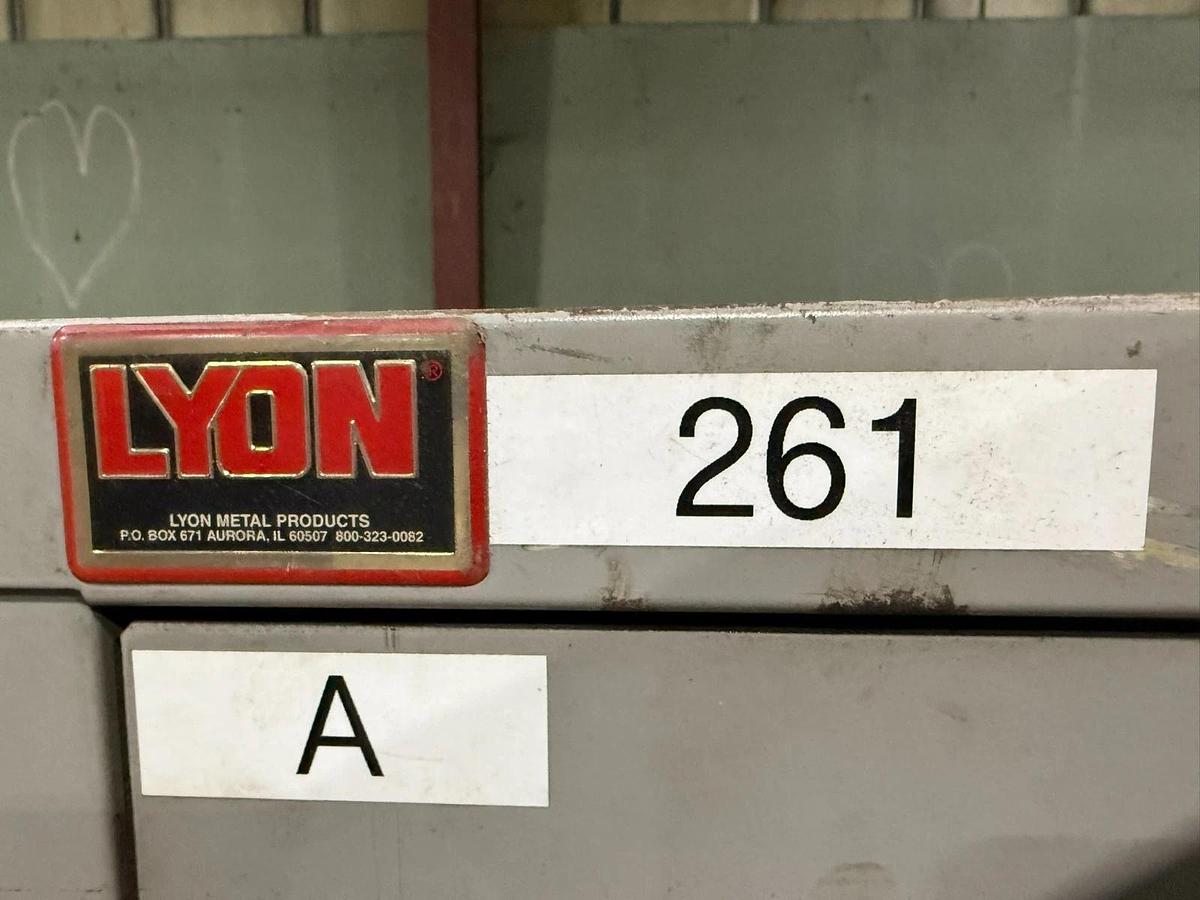 LYON®
LYON METAL PRODUCTS
P.O. BOX 671 AURORA, IL 60507 800-323-0082
261
A